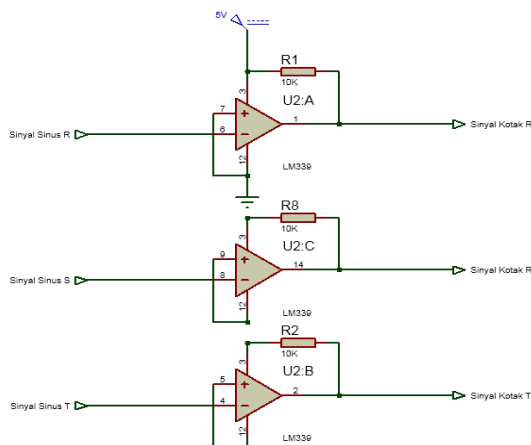 5V
R1
10K
3
U2:A
7
+
Sinyal Sinus R
6
−
1
Sinyal Kotak R
12
LM339
R8
10K
3
U2:C
9
+
Sinyal Sinus S
8
−
14
Sinyal Kotak R
12
LM339
R2
10K
3
U2:B
5
+
Sinyal Sinus T
4
−
2
Sinyal Kotak T
12
LM339